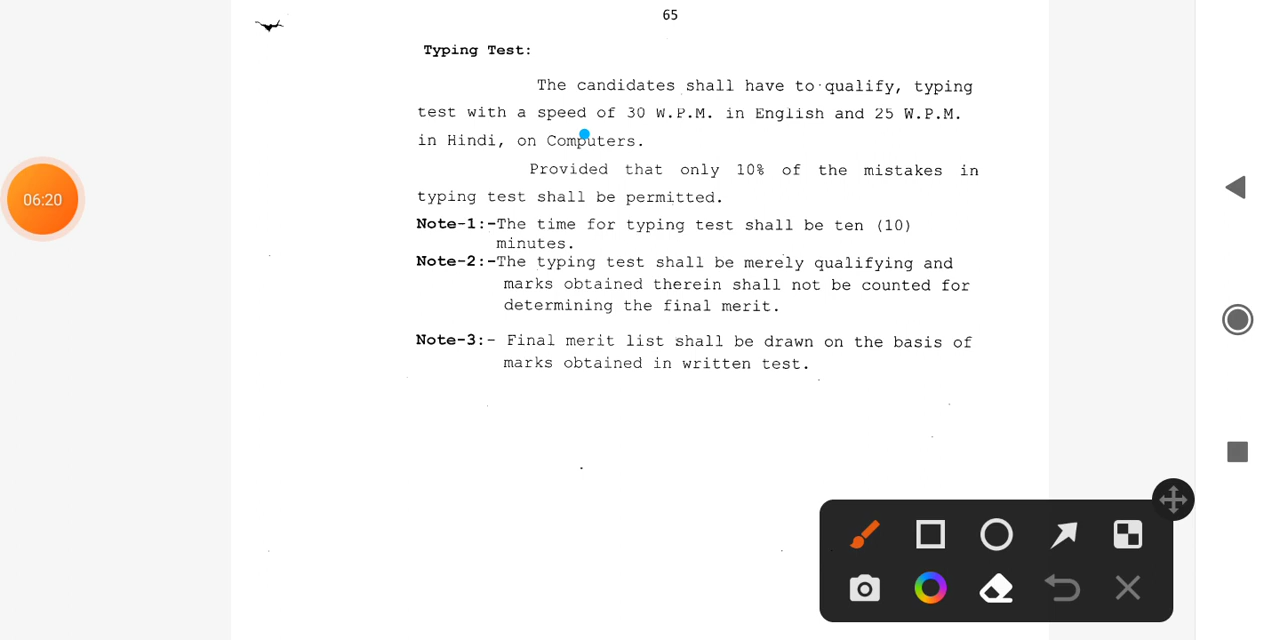 65
Typing Test:
The candidates shall have to qualify, typing
test with a speed of 30 W.P.M. in English and 25 W.P.M.
in Hindi, on Computers.
Provided that only 10% of the mistakes in
typing test shall be permitted.
Note-1:-The time for typing test shall be ten (10)
minutes.
Note-2:-The typing test shall be merely qualifying and
marks obtained therein shall not be counted for
determining the final merit.
Note-3:- Final merit list shall be drawn on the basis of
marks obtained in written test.
06:20